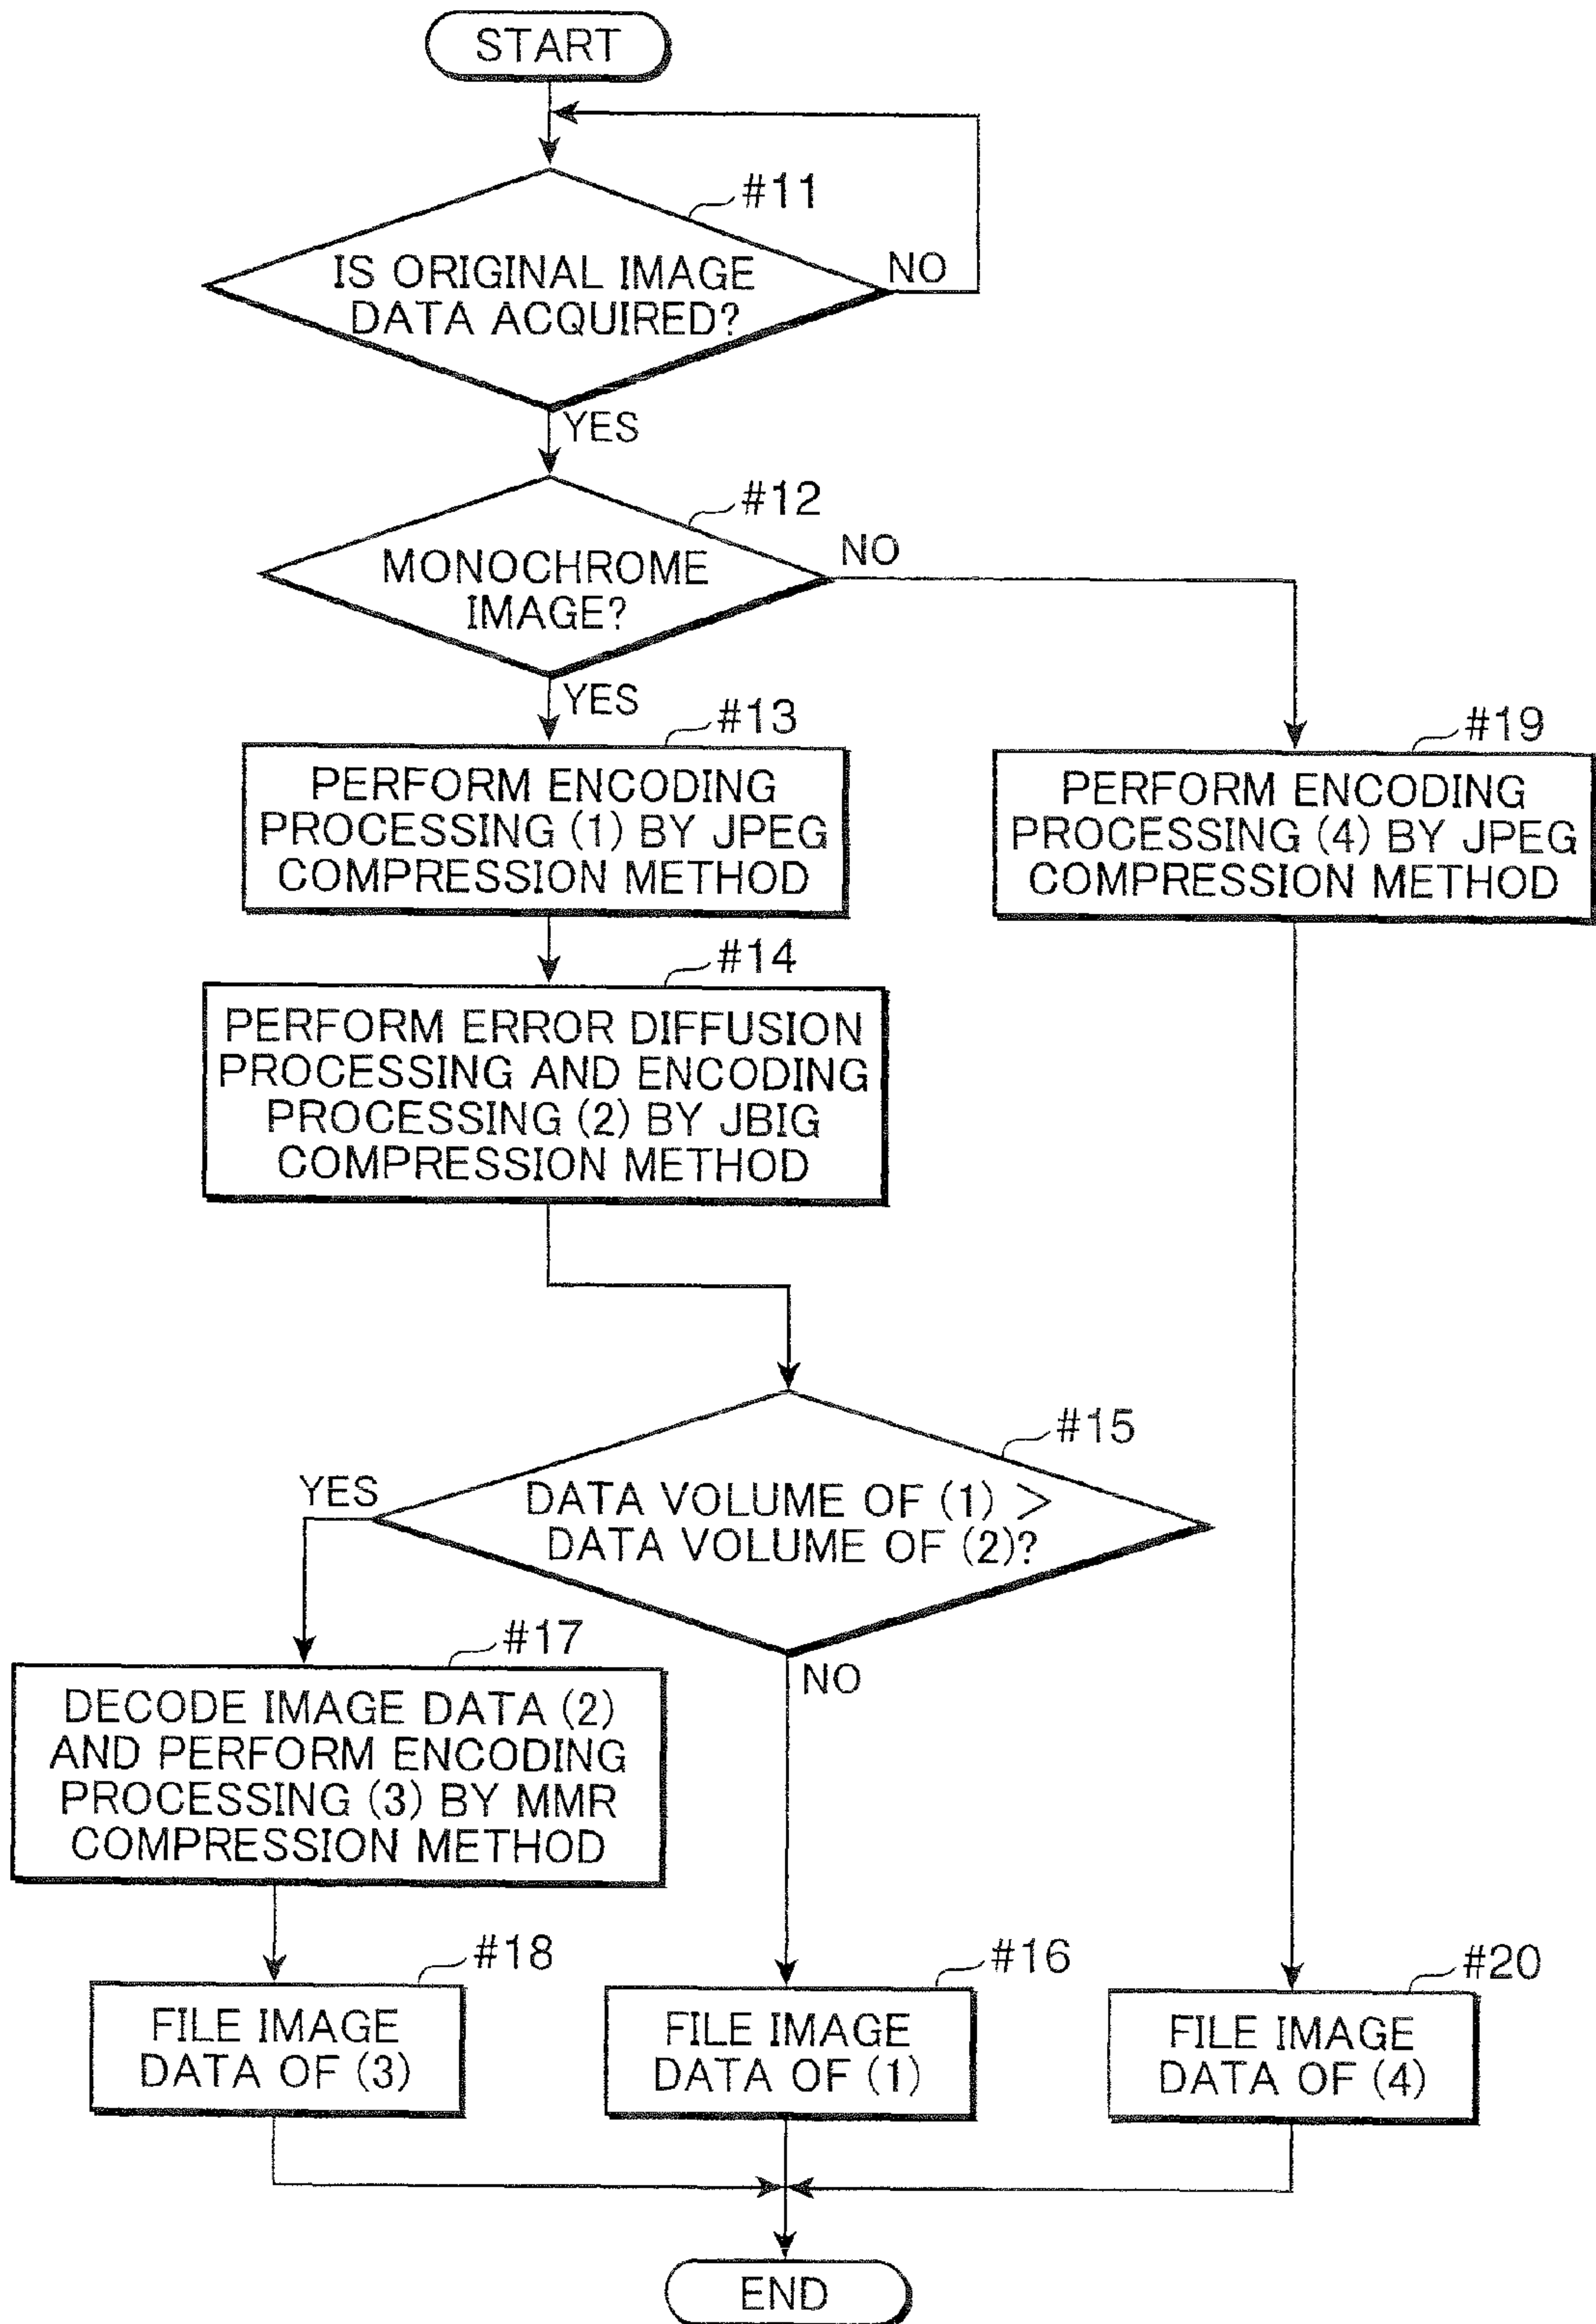 START
#11
IS ORIGINAL IMAGE
DATA ACQUIRED?
NO
YES
#12
MONOCHROME
IMAGE?
NO
YES
#13
PERFORM ENCODING
PROCESSING (1) BY JPEG
COMPRESSION METHOD
#19
PERFORM ENCODING
PROCESSING (4) BY JPEG
COMPRESSION METHOD
#14
PERFORM ERROR DIFFUSION
PROCESSING AND ENCODING
PROCESSING (2) BY JBIG
COMPRESSION METHOD
#15
DATA VOLUME OF (1) >
DATA VOLUME OF (2)?
YES
NO
#17
DECODE IMAGE DATA (2)
AND PERFORM ENCODING
PROCESSING (3) BY MMR
COMPRESSION METHOD
#18
FILE IMAGE
DATA OF (3)
#16
FILE IMAGE
DATA OF (1)
#20
FILE IMAGE
DATA OF (4)
END